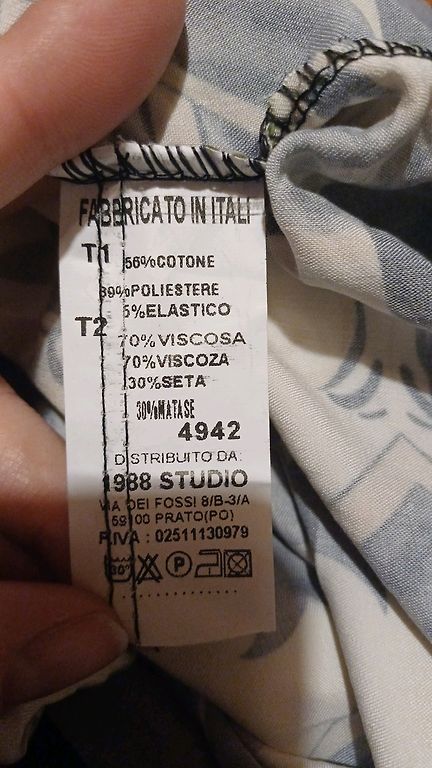 FABBRICATO IN ITALI
T1 56%COTONE
39%POLIESTERE
5%ELASTICO
T2 70%VISCOSA
70%VISCOZA
30%SETA
30%MATASE
4942
DISTRIBUITO DA:
1988 STUDIO
VIA DEI FOSSI 8/B-3/A
59100 PRATO(PO)
P.IVA : 02511130979
30° P